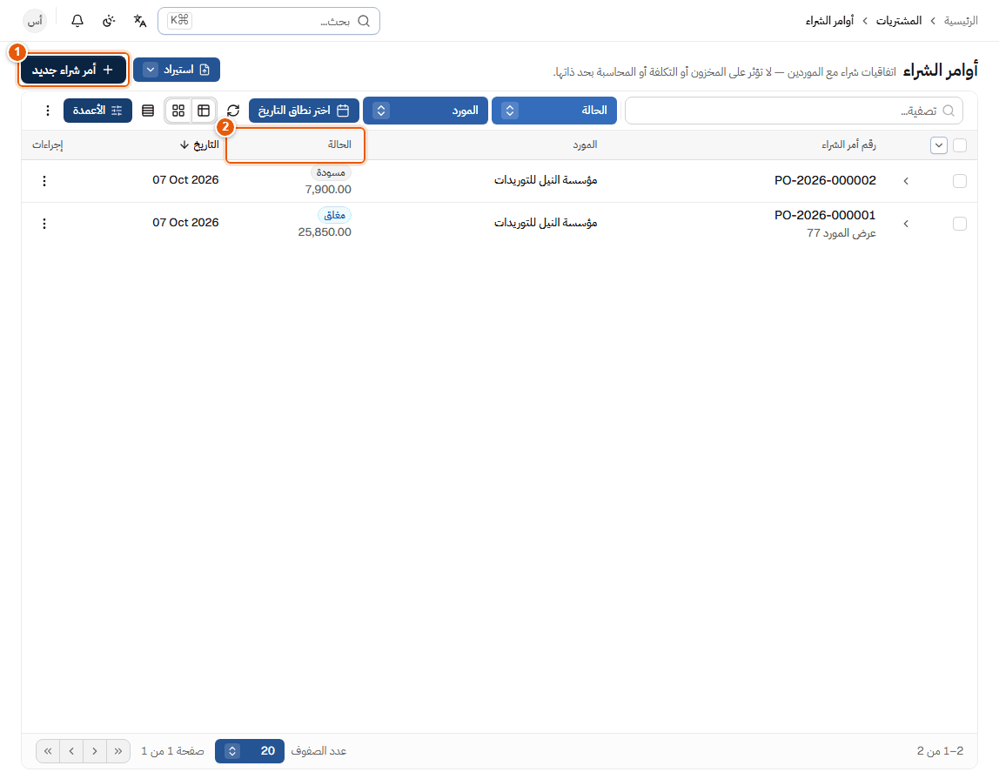 الرئيسية > المشتريات > أوامر الشراء
بحث... ⌘K
أس
أوامر الشراء اتفاقيات شراء مع الموردين — لا تؤثر على المخزون أو التكلفة أو المحاسبة بحد ذاتها.
استيراد
+ أمر شراء جديد
1
تصفية...
الحالة
المورد
اختر نطاق التاريخ
الأعمدة
2
رقم أمر الشراء
المورد
الحالة
التاريخ ↓
إجراءات
PO-2026-000002
مؤسسة النيل للتوريدات
مسودة
7,900.00
07 Oct 2026
PO-2026-000001
عرض المورد 77
مؤسسة النيل للتوريدات
مغلق
25,850.00
07 Oct 2026
1–2 من 2
عدد الصفوف
20
صفحة 1 من 1